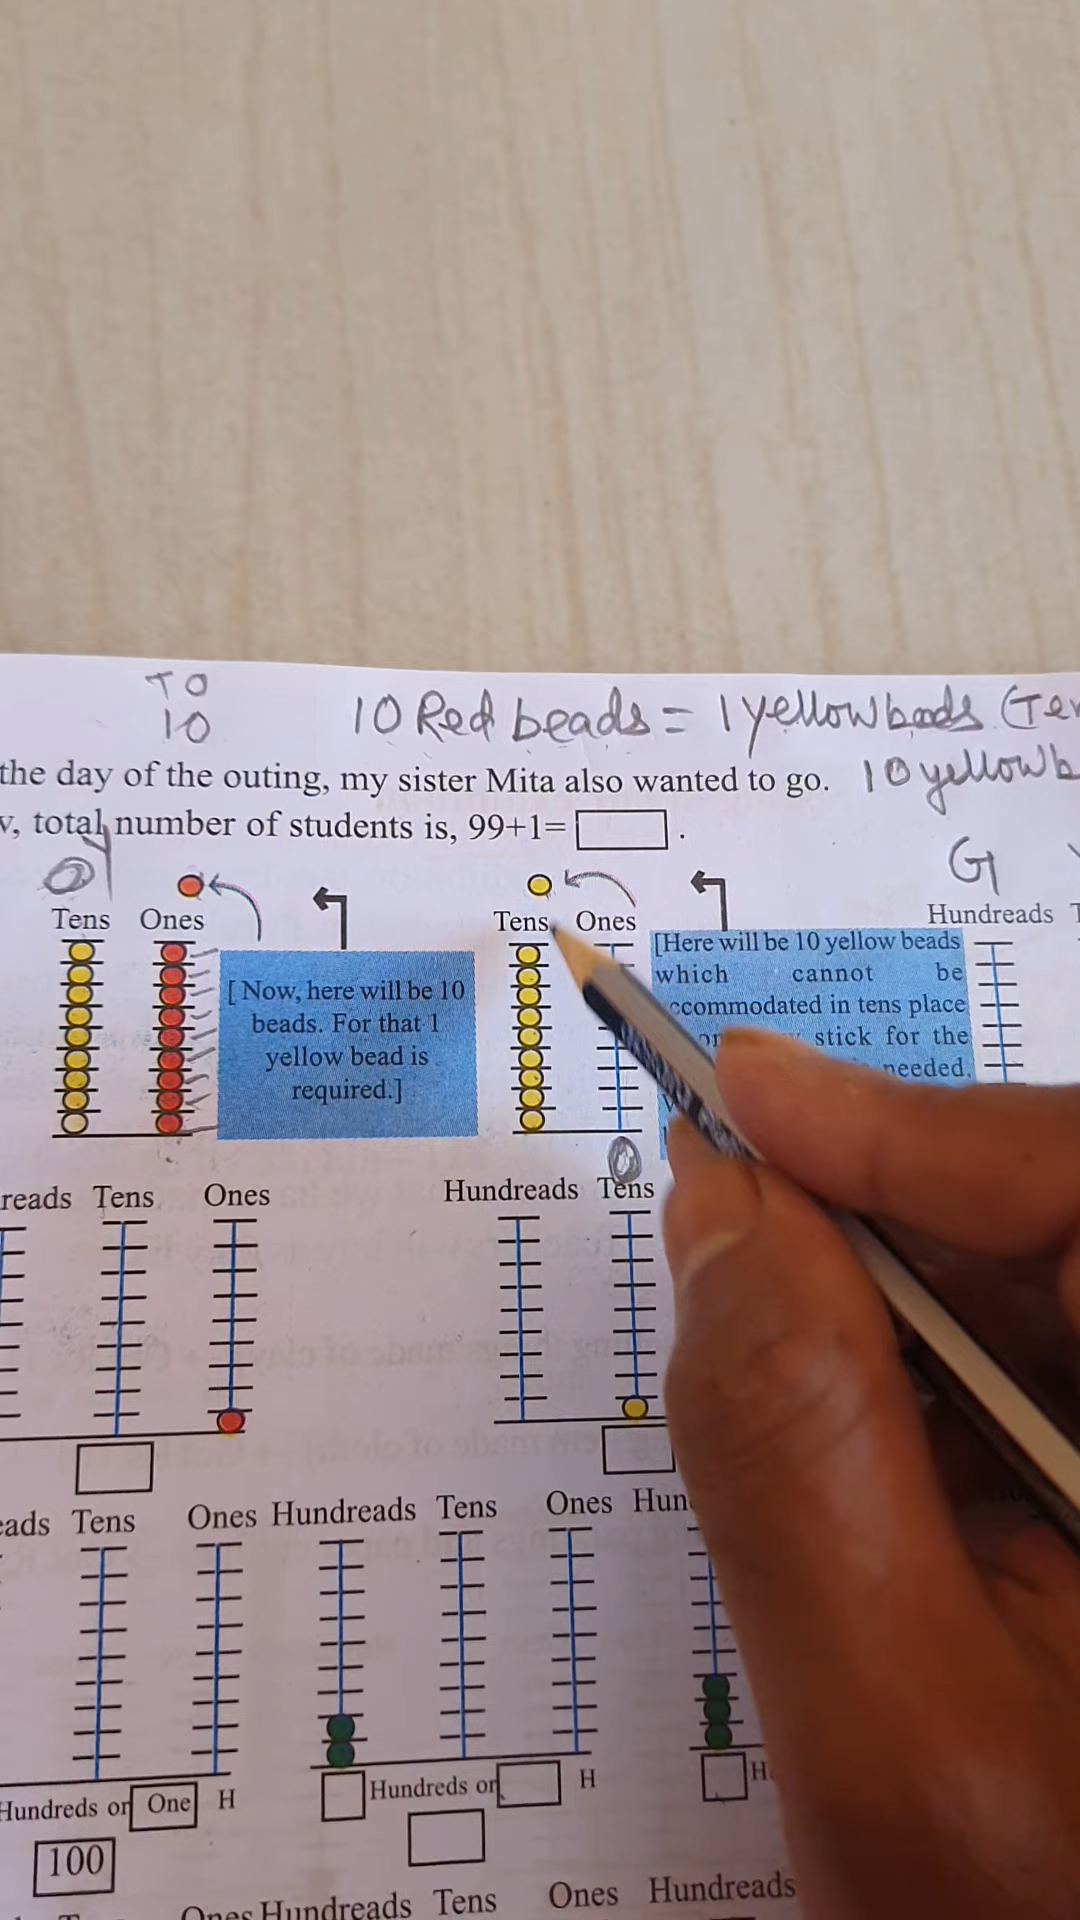 T O
10
10 Red beads = 1 yellow beads
10 yellow
the day of the outing, my sister Mita also wanted to go.
total number of students is, 99+1=
G
Tens Ones
[ Now, here will be 10
beads. For that 1
yellow bead is
required.]
Tens Ones
[Here will be 10 yellow beads
which cannot be
ccommodated in tens place
stick for the
needed.
Hundreads T
reads Tens Ones
Hundreads Tens
eads Tens Ones
Hundreads Tens Ones
Hun
Hundreds or One H
100
Hundreds or H
H
Ones
Hundreads Tens Ones
Hundreads